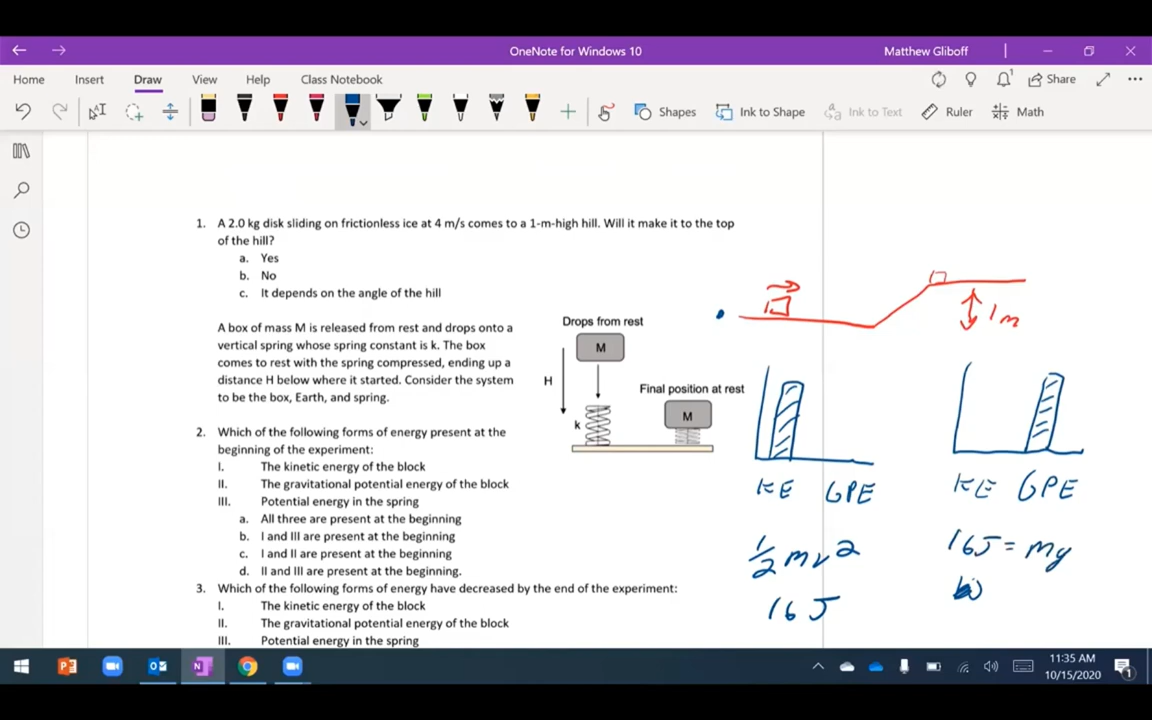 OneNote for Windows 10
Matthew Gliboff
Home Insert Draw View Help Class Notebook
1 Share
Shapes Ink to Shape Ink to Text Ruler Math
1. A 2.0 kg disk sliding on frictionless ice at 4 m/s comes to a 1-m-high hill. Will it make it to the top
of the hill?
a. Yes
b. No
c. It depends on the angle of the hill
1m
A box of mass M is released from rest and drops onto a
vertical spring whose spring constant is k. The box
comes to rest with the spring compressed, ending up a
distance H below where it started. Consider the system
to be the box, Earth, and spring.
Drops from rest
M
H
Final position at rest
M
k
2. Which of the following forms of energy present at the
beginning of the experiment:
I. The kinetic energy of the block
II. The gravitational potential energy of the block
III. Potential energy in the spring
a. All three are present at the beginning
b. I and III are present at the beginning
c. I and II are present at the beginning
d. II and III are present at the beginning.
3. Which of the following forms of energy have decreased by the end of the experiment:
I. The kinetic energy of the block
II. The gravitational potential energy of the block
III. Potential energy in the spring
KE GPE
1/2 mv2
16 J
KE GPE
16J = mg
11:35 AM
10/15/2020
1